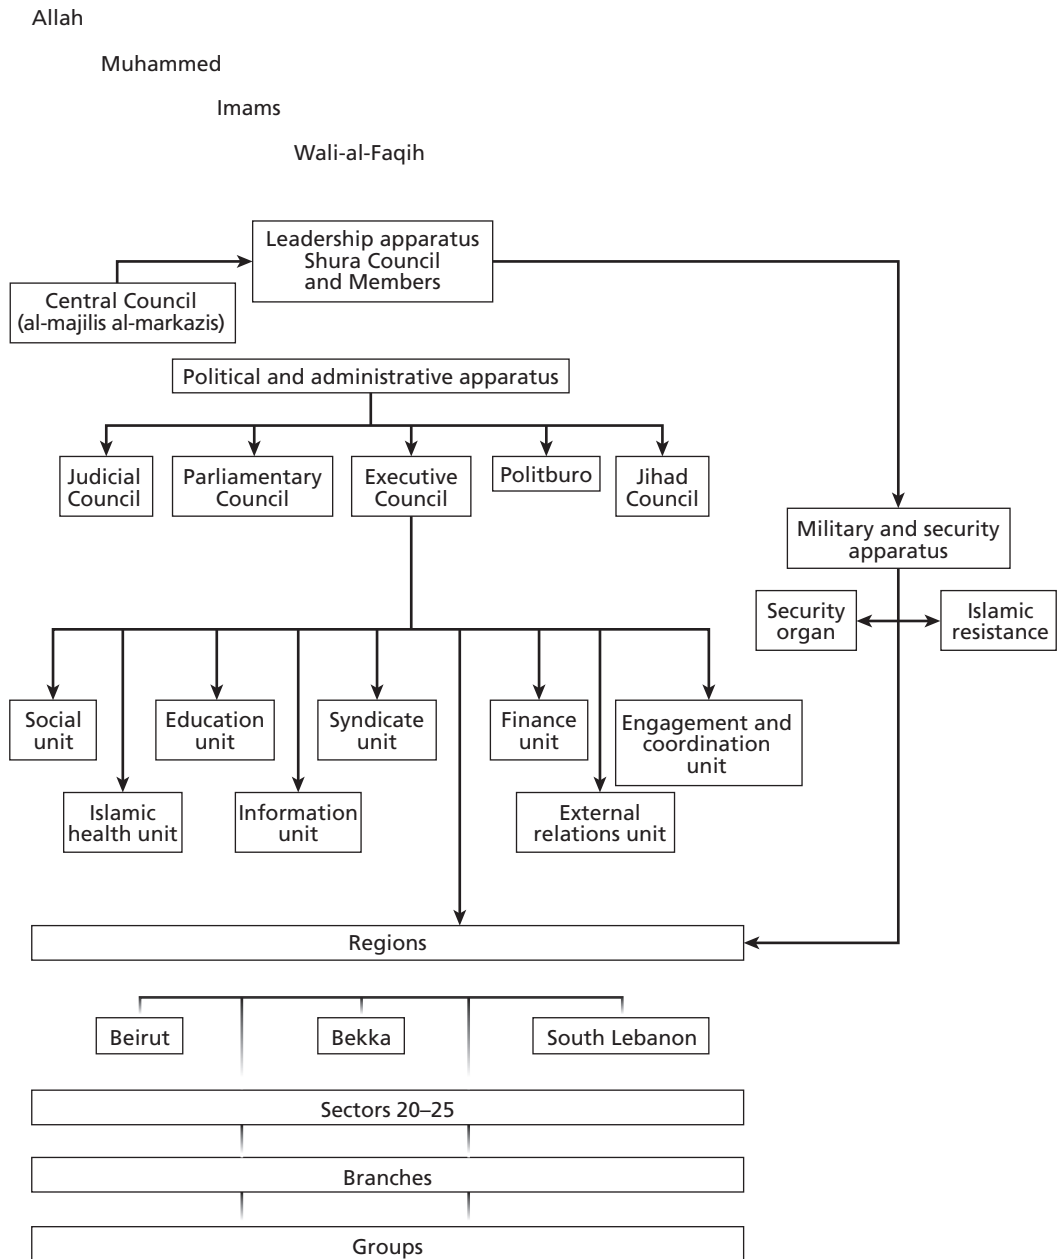 Allah
Muhammed
Imams
Wali-al-Faqih
Leadership apparatus
Shura Council
and Members
Central Council
(al-majilis al-markazis)
Political and administrative apparatus
Judicial
Council
Parliamentary
Council
Executive
Council
Politburo
Jihad
Council
Military and security
apparatus
Security
organ
Islamic
resistance
Social
unit
Education
unit
Syndicate
unit
Finance
unit
Engagement and
coordination
unit
Islamic
health unit
Information
unit
External
relations unit
Regions
Beirut
Bekka
South Lebanon
Sectors 20–25
Branches
Groups